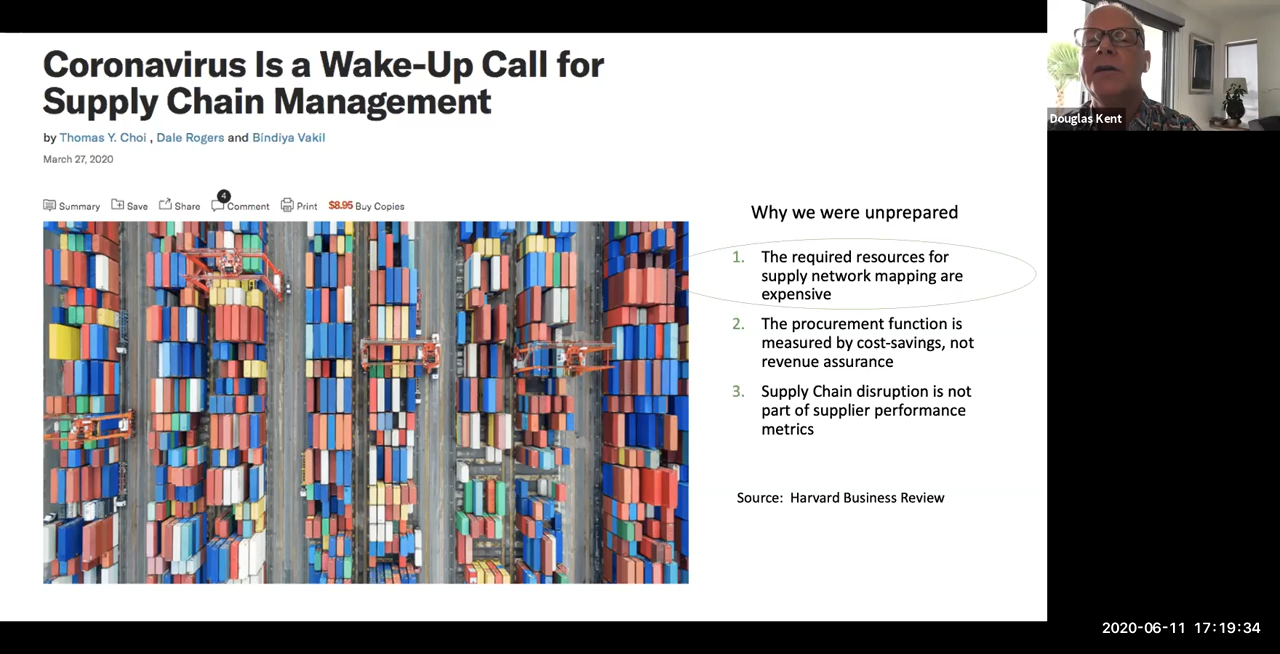 Coronavirus Is a Wake-Up Call for
Supply Chain Management
by Thomas Y. Choi , Dale Rogers and Bindiya Vakil
March 27, 2020
Summary Save Share 4 Comment Print $8.95 Buy Copies
Why we were unprepared
1. The required resources for
supply network mapping are
expensive
2. The procurement function is
measured by cost-savings, not
revenue assurance
3. Supply Chain disruption is not
part of supplier performance
metrics
Source: Harvard Business Review
Douglas Kent
2020-06-11 17:19:34